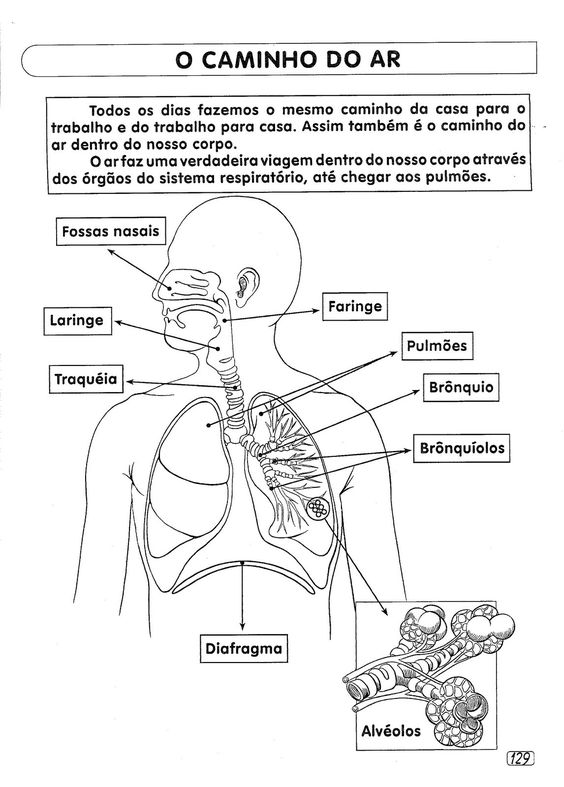 O CAMINHO DO AR
Todos os dias fazemos o mesmo caminho da casa para o
trabalho e do trabalho para casa. Assim também é o caminho do
ar dentro do nosso corpo.
O ar faz uma verdadeira viagem dentro do nosso corpo através
dos órgãos do sistema respiratório, até chegar aos pulmões.
Fossas nasais
Faringe
Laringe
Pulmões
Traquéia
Brônquio
Brônquíolos
Diafragma
Alvéolos
129